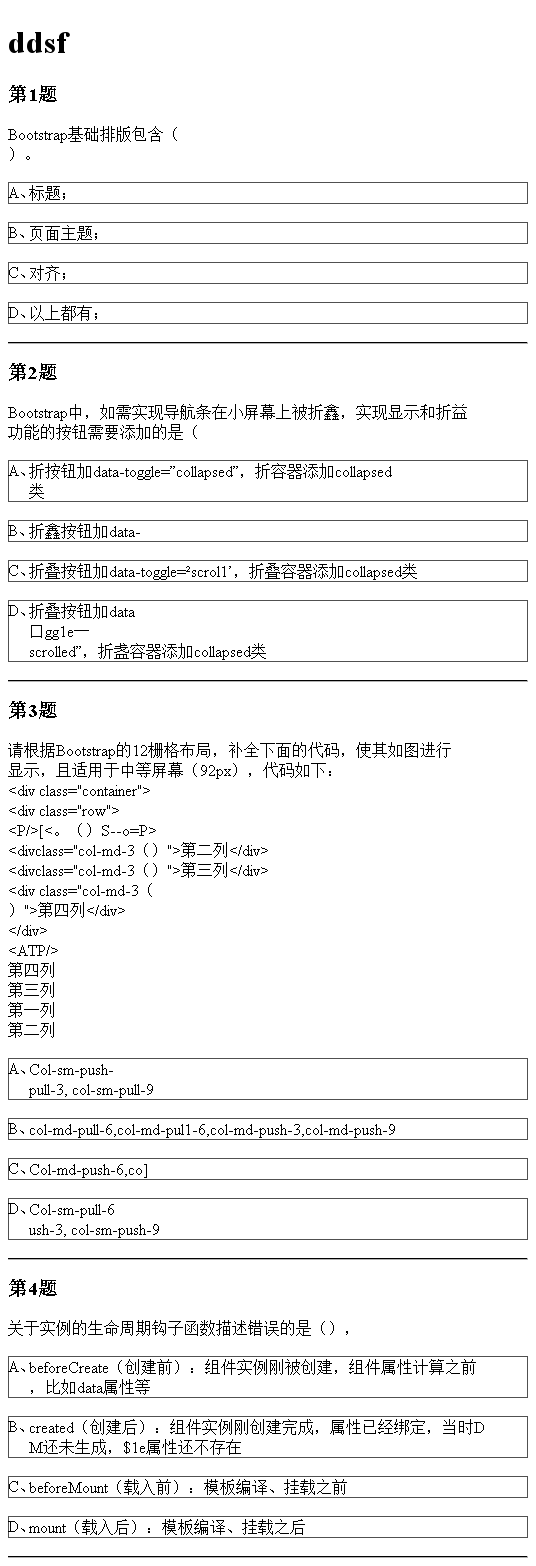 ddsf
第1题
Bootstrap基础排版包含（
）。
A、标题；
B、页面主题；
C、对齐；
D、以上都有；
第2题
Bootstrap中，如需实现导航条在小屏幕上被折鑫，实现显示和折益
功能的按钮需要添加的是（
A、折按钮加data-toggle=”collapsed”，折容器添加collapsed
类
B、折鑫按钮加data-
C、折叠按钮加data-toggle=²scrol1’，折叠容器添加collapsed类
D、折叠按钮加data
口gg1e一
scrolled”，折盏容器添加collapsed类
第3题
请根据Bootstrap的12栅格布局，补全下面的代码，使其如图进行
显示，且适用于中等屏幕（92px），代码如下：
<div class="container">
<div class="row">
<P/>[<。（）S--o=P>
<divclass="col-md-3（）">第二列</div>
<divclass="col-md-3（）">第三列</div>
<div class="col-md-3（
）">第四列</div>
</div>
<ATP/>
第四列
第三列
第一列
第二列
A、Col-sm-push-
pull-3, col-sm-pull-9
B、col-md-pull-6,col-md-pul1-6,col-md-push-3,col-md-push-9
C、Col-md-push-6,co]
D、Col-sm-pull-6
ush-3, col-sm-push-9
第4题
关于实例的生命周期钩子函数描述错误的是（），
A、beforeCreate（创建前）：组件实例刚被创建，组件属性计算之前
，比如data属性等
B、created（创建后）：组件实例刚创建完成，属性已经绑定，当时D
M还未生成，$1e属性还不存在
C、beforeMount（载入前）：模板编译、挂载之前
D、mount（载入后）：模板编译、挂载之后